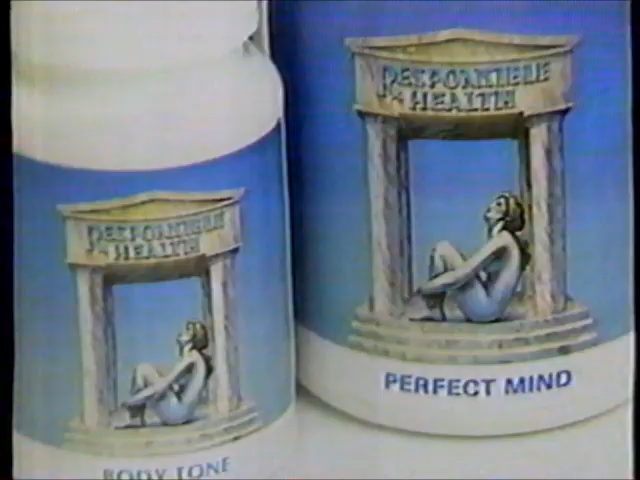 RESPONSIBLE
HEALTH
BODY TONE
RESPONSIBLE
HEALTH
PERFECT MIND